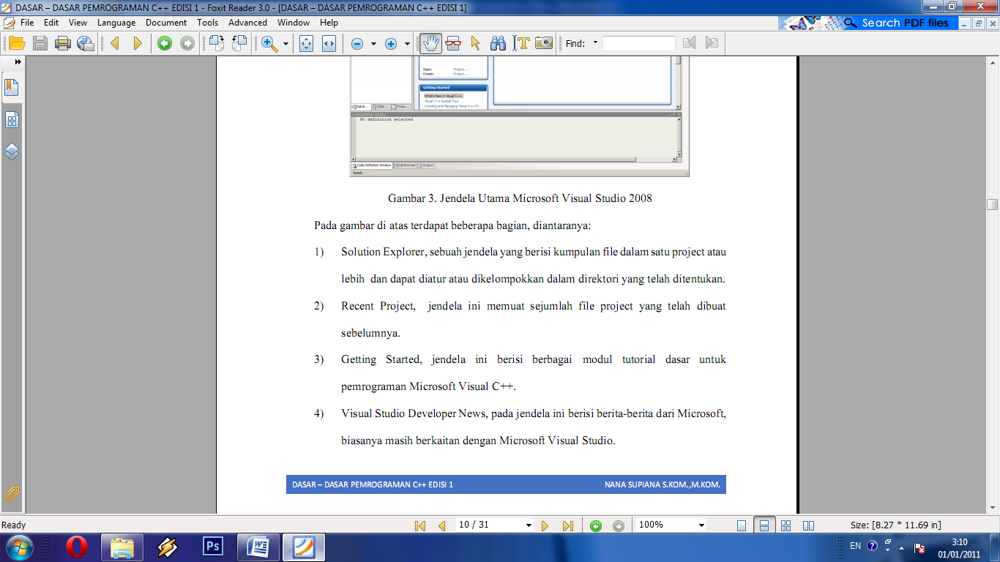 DASAR – DASAR PEMROGRAMAN C++ EDISI 1 - Foxit Reader 3.0 - [DASAR – DASAR PEMROGRAMAN C++ EDISI 1]
File Edit View Language Document Tools Advanced Window Help
Search PDF files
Find:
Open: Project...
Create: Project...
Getting Started
What's New in Visual C++
Visual C++ Guided Tour
Creating and Managing Visual C++ Pr...
Solut... Class ... Prope...
Code Definition Window
No definition selected
Code Definition Window Call Browser Output
Ready
Gambar 3. Jendela Utama Microsoft Visual Studio 2008
Pada gambar di atas terdapat beberapa bagian, diantaranya:
1) Solution Explorer, sebuah jendela yang berisi kumpulan file dalam satu project atau
lebih dan dapat diatur atau dikelompokkan dalam direktori yang telah ditentukan.
2) Recent Project, jendela ini memuat sejumlah file project yang telah dibuat
sebelumnya.
3) Getting Started, jendela ini berisi berbagai modul tutorial dasar untuk
pemrograman Microsoft Visual C++.
4) Visual Studio Developer News, pada jendela ini berisi berita-berita dari Microsoft,
biasanya masih berkaitan dengan Microsoft Visual Studio.
DASAR – DASAR PEMROGRAMAN C++ EDISI 1 NANA SUPIANA S.KOM.,M.KOM.
Ready 10 / 31 100% Size: [8.27 * 11.69 in]
Ps EN 3:10
01/01/2011